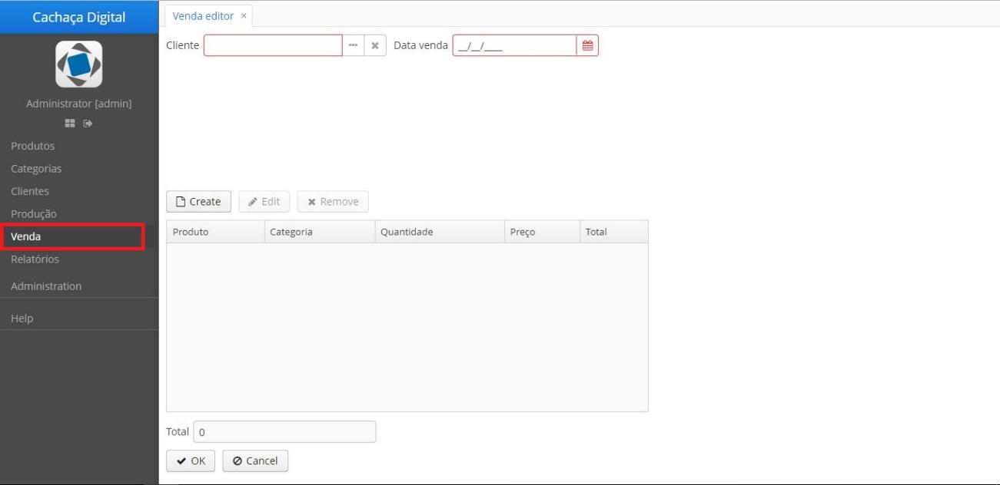 Cachaça Digital
Administrator [admin]
Produtos
Categorias
Clientes
Produção
Venda
Relatórios
Administration
Help
Venda editor ×
Cliente Data venda __/__/____
Create Edit Remove
Produto Categoria Quantidade Preço Total
Total 0
OK Cancel